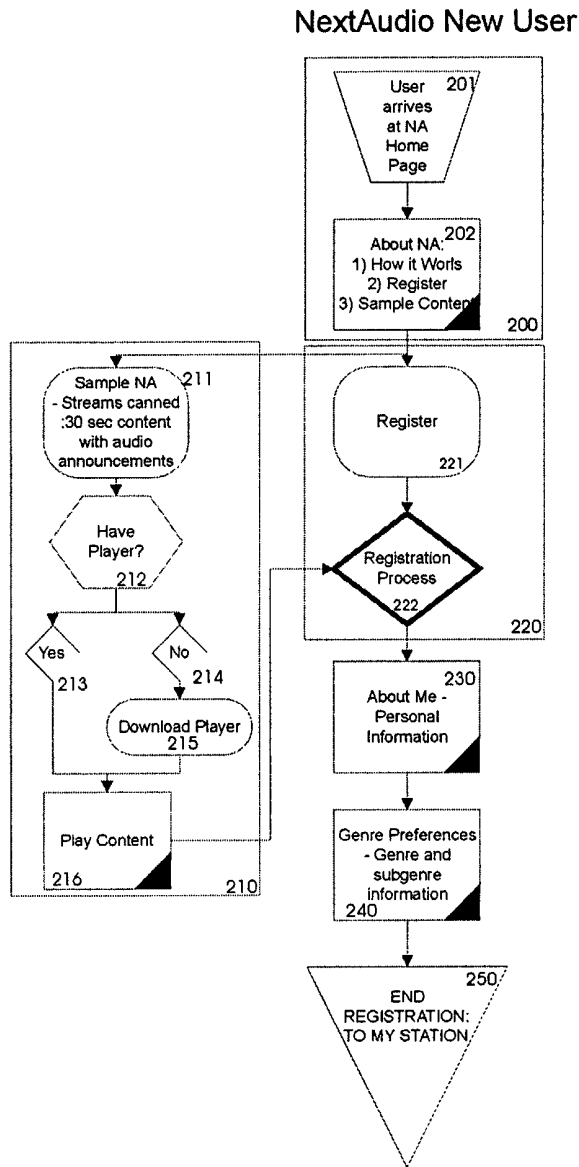 NextAudio New User
201
User
arrives
at NA
Home
Page
202
About NA:
1) How it Worls
2) Register
3) Sample Content
200
211
Sample NA
- Streams canned
:30 sec content
with audio
announcements
Have
Player?
212
Yes
213
No
214
Download Player
215
Play Content
216
210
Register
221
Registration
Process
222
220
230
About Me -
Personal
Information
Genre Preferences
- Genre and
subgenre
information
240
250
END
REGISTRATION:
TO MY STATION